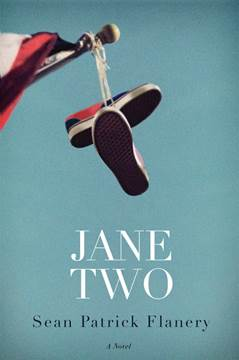 JANE
TWO
Sean Patrick Flanery
A Novel